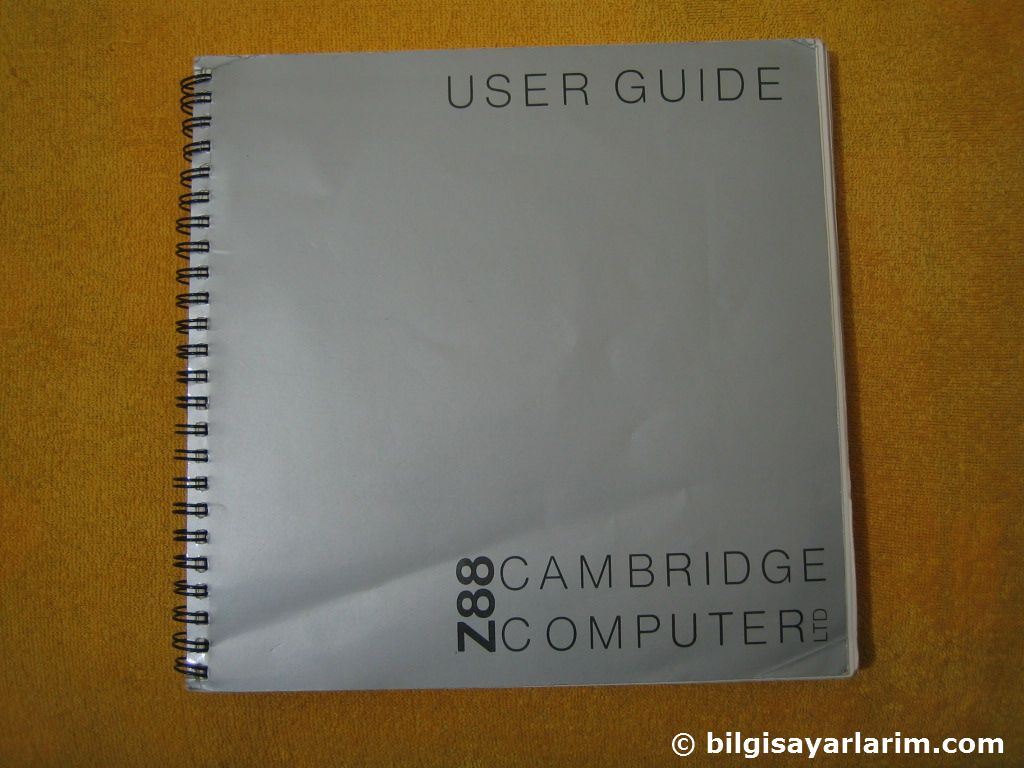 USER GUIDE
Z88
CAMBRIDGE
COMPUTER LTD
© bilgisayarlarim.com